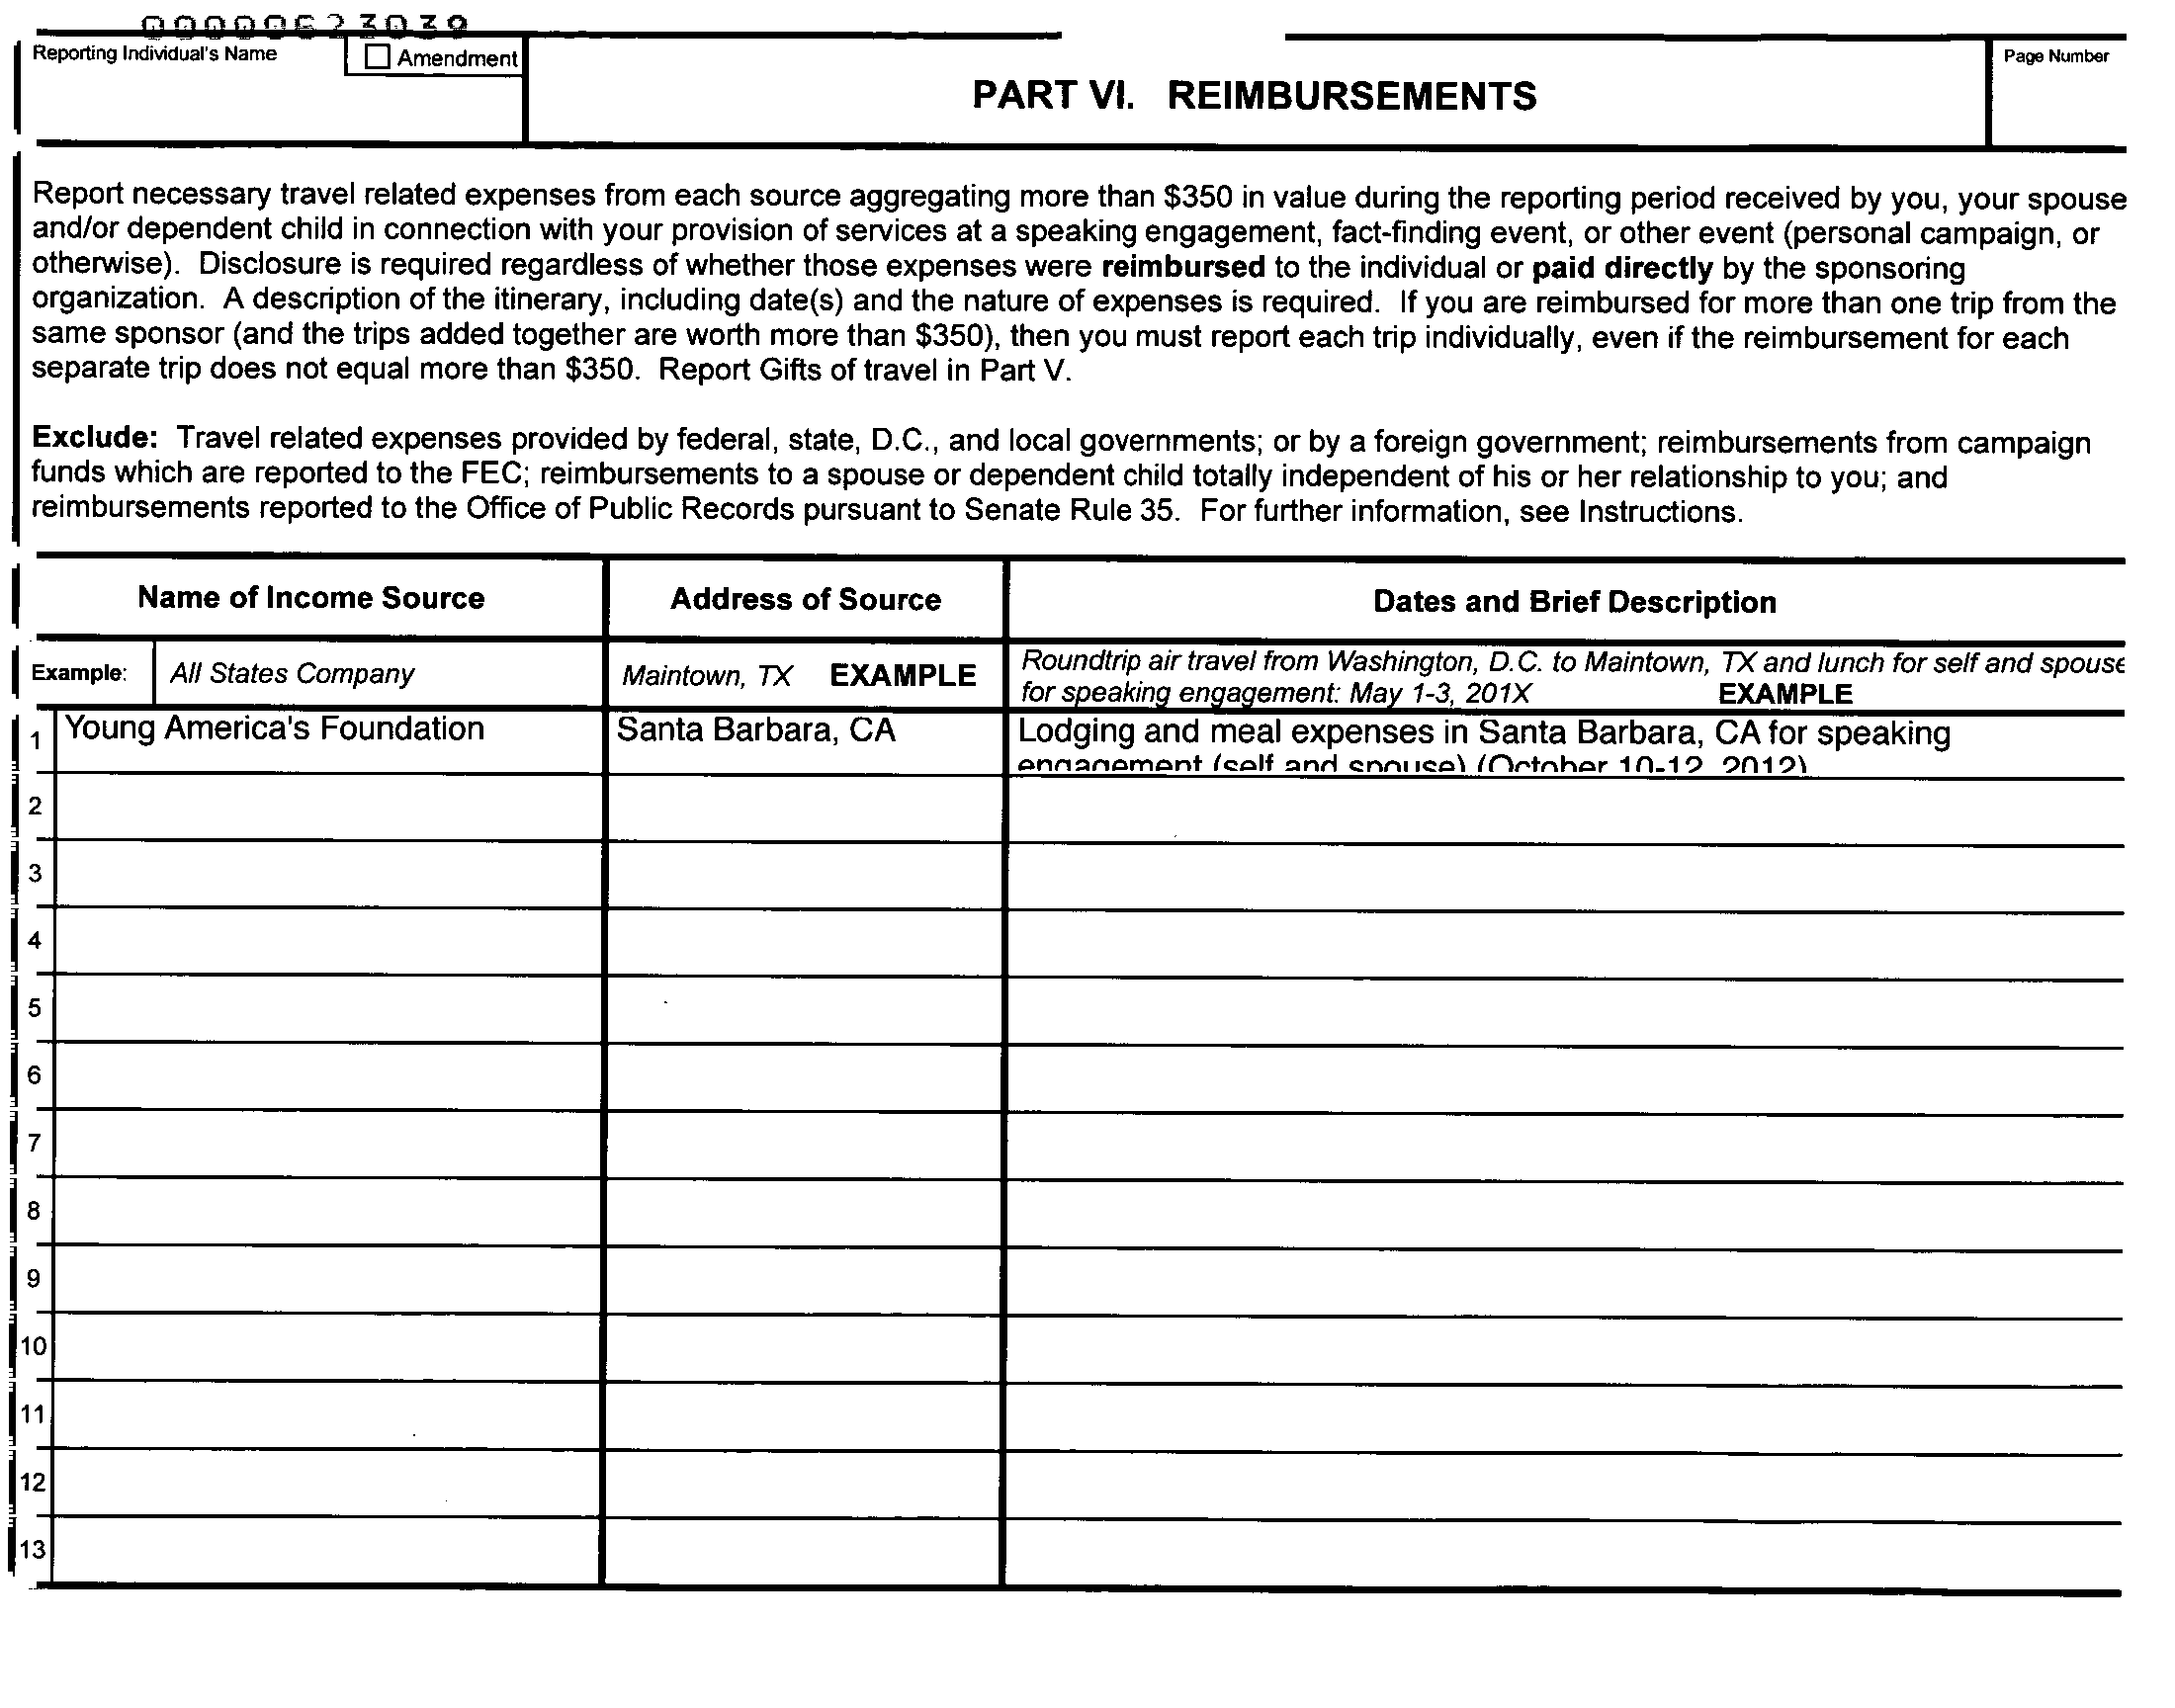 Reporting Individual's Name
Amendment
PART VI. REIMBURSEMENTS
Page Number
Report necessary travel related expenses from each source aggregating more than $350 in value during the reporting period received by you, your spouse
and/or dependent child in connection with your provision of services at a speaking engagement, fact-finding event, or other event (personal campaign, or
otherwise). Disclosure is required regardless of whether those expenses were reimbursed to the individual or paid directly by the sponsoring
organization. A description of the itinerary, including date(s) and the nature of expenses is required. If you are reimbursed for more than one trip from the
same sponsor (and the trips added together are worth more than $350), then you must report each trip individually, even if the reimbursement for each
separate trip does not equal more than $350. Report Gifts of travel in Part V.
Exclude: Travel related expenses provided by federal, state, D.C., and local governments; or by a foreign government; reimbursements from campaign
funds which are reported to the FEC; reimbursements to a spouse or dependent child totally independent of his or her relationship to you; and
reimbursements reported to the Office of Public Records pursuant to Senate Rule 35. For further information, see Instructions.
Name of Income Source Address of Source Dates and Brief Description
Example: All States Company Maintown, TX EXAMPLE Roundtrip air travel from Washington, D.C. to Maintown, TX and lunch for self and spouse
for speaking engagement: May 1-3, 201X EXAMPLE
1 Young America's Foundation Santa Barbara, CA Lodging and meal expenses in Santa Barbara, CA for speaking
engagement (self and spouse) (October 10-12, 2012)
2
3
4
5
6
7
8
9
10
11
12
13